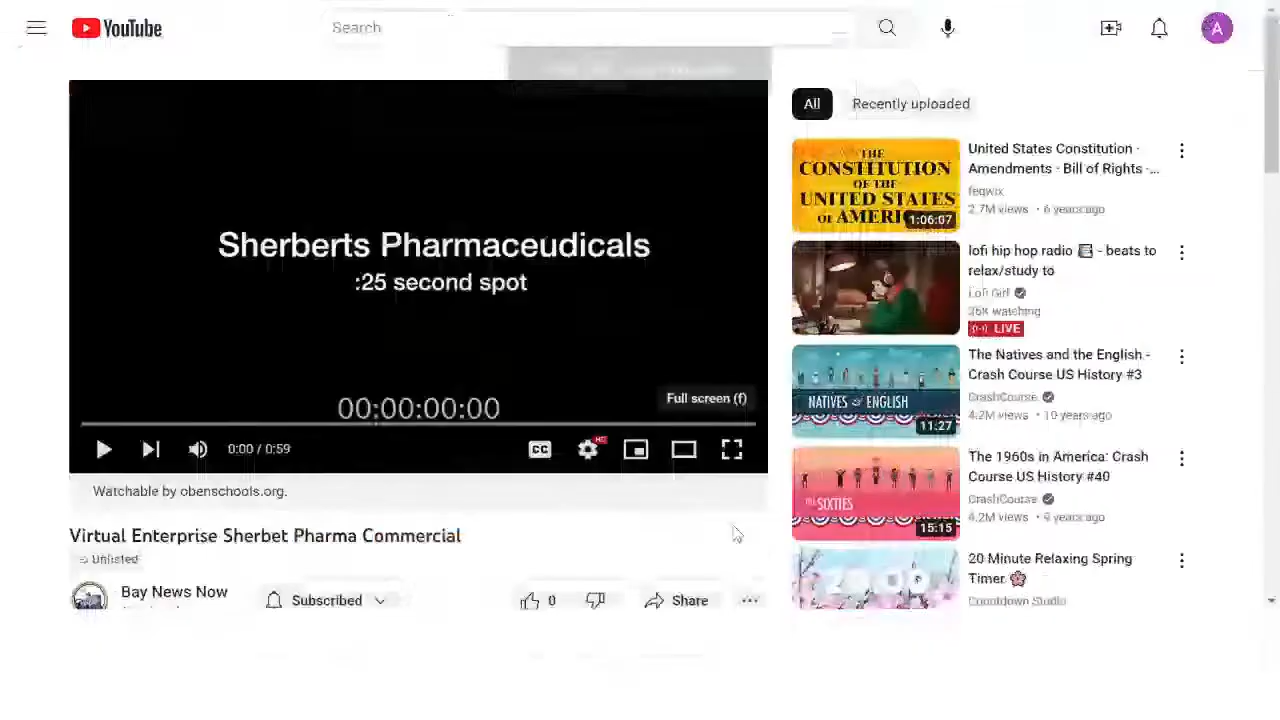 YouTube
Search
A
Sherberts Pharmaceudicals
:25 second spot
00:00:00:00
Full screen (f)
0:00 / 0:59
CC
HD
Watchable by obenschools.org.
Virtual Enterprise Sherbet Pharma Commercial
Unlisted
Bay News Now
Subscribed
0
Share
All
Recently uploaded
THE
CONSTITUTION
OF THE
UNITED STATES
OF AMERI
1:06:07
United States Constitution ·
Amendments · Bill of Rights ·...
feqwix
2.7M views • 6 years ago
lofi hip hop radio 📚 - beats to
relax/study to
Lofi Girl
LIVE
NATIVES & ENGLISH
11:27
The Natives and the English -
Crash Course US History #3
CrashCourse
4.2M views • 10 years ago
THE SIXTIES
15:15
The 1960s in America: Crash
Course US History #40
CrashCourse
4.2M views • 9 years ago
20 Minute Relaxing Spring
Timer 🌸
Countdown Studio